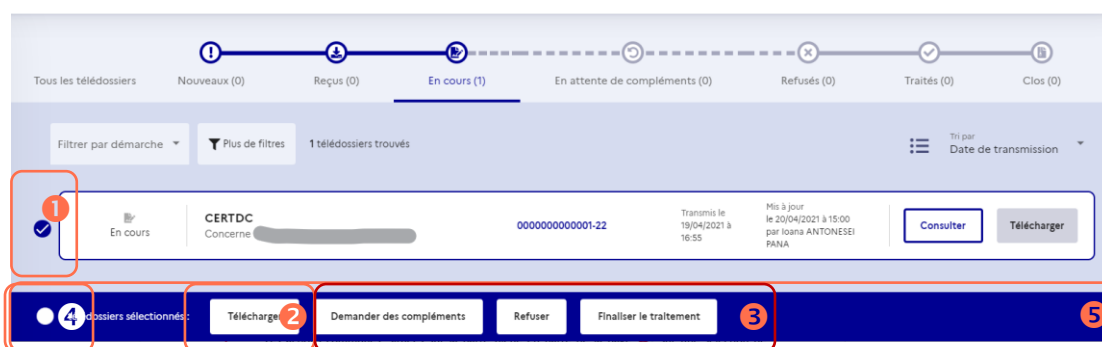 Tous les télédossiers
Nouveaux (0)
Reçus (0)
En cours (1)
En attente de compléments (0)
Refusés (0)
Traités (0)
Clos (0)
Filtrer par démarche
Plus de filtres
1 télédossiers trouvés
Tri par
Date de transmission
1
En cours
CERTDC
Concerne
0000000000001-22
Transmis le
19/04/2021 à
16:55
Mis à jour
le 20/04/2021 à 15:00
par Ioana ANTONESEI
PANA
Consulter
Télécharger
4
dossiers sélectionnés :
Télécharger
2
Demander des compléments
Refuser
Finaliser le traitement
3
5